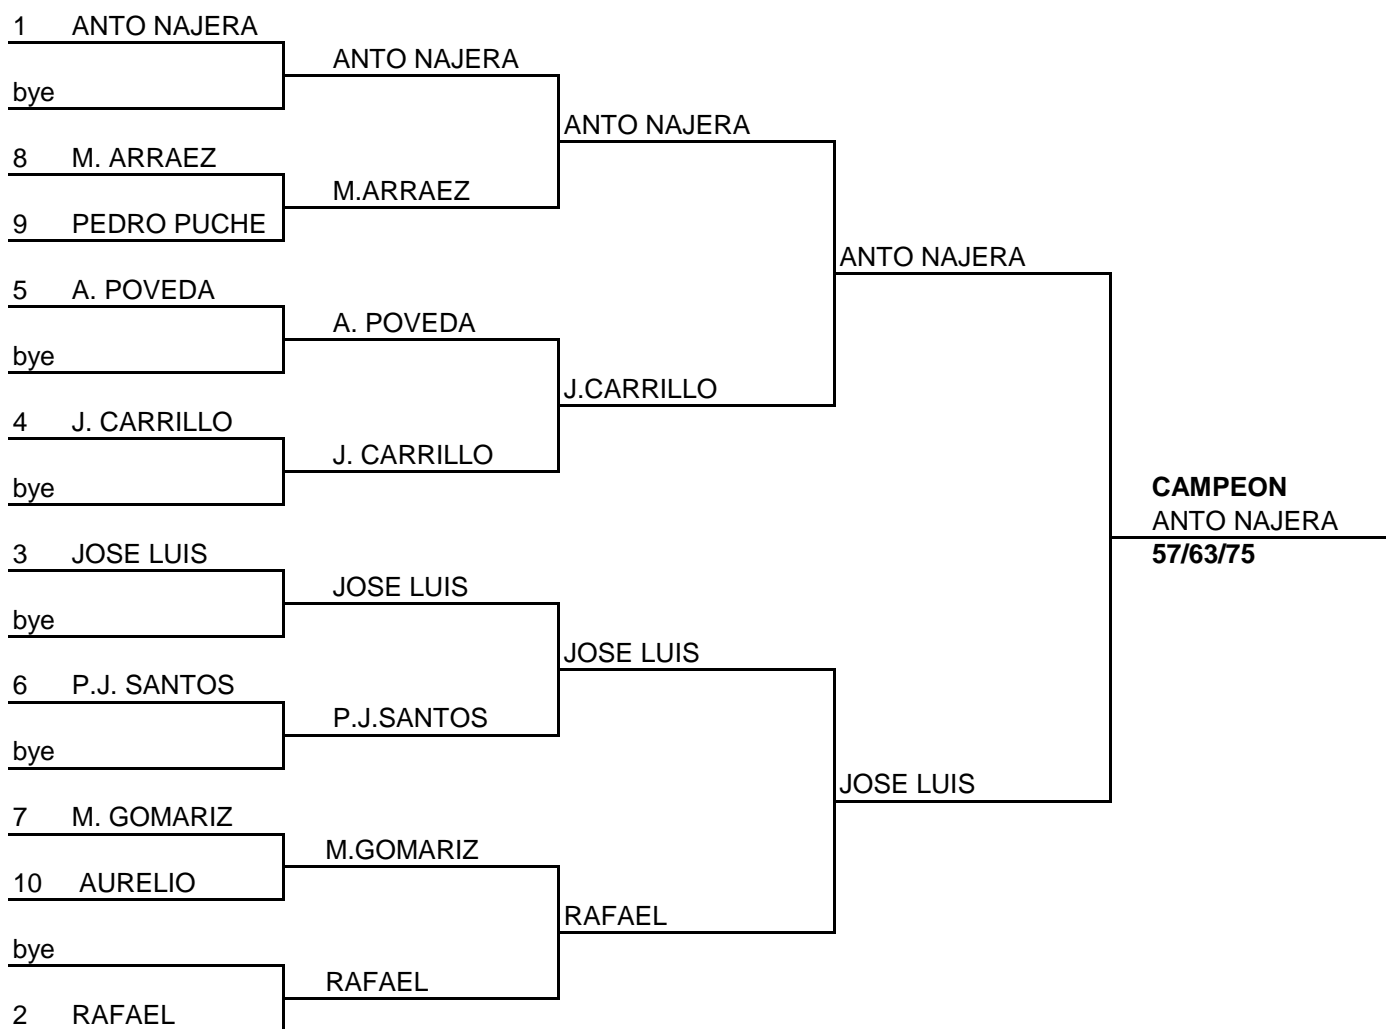 1 ANTO NAJERA
ANTO NAJERA
bye
ANTO NAJERA
8 M. ARRAEZ
M.ARRAEZ
9 PEDRO PUCHE
ANTO NAJERA
5 A. POVEDA
A. POVEDA
bye
J.CARRILLO
4 J. CARRILLO
J. CARRILLO
bye
CAMPEON
ANTO NAJERA
57/63/75
3 JOSE LUIS
JOSE LUIS
bye
JOSE LUIS
6 P.J. SANTOS
P.J.SANTOS
bye
JOSE LUIS
7 M. GOMARIZ
M.GOMARIZ
10 AURELIO
RAFAEL
bye
RAFAEL
2 RAFAEL